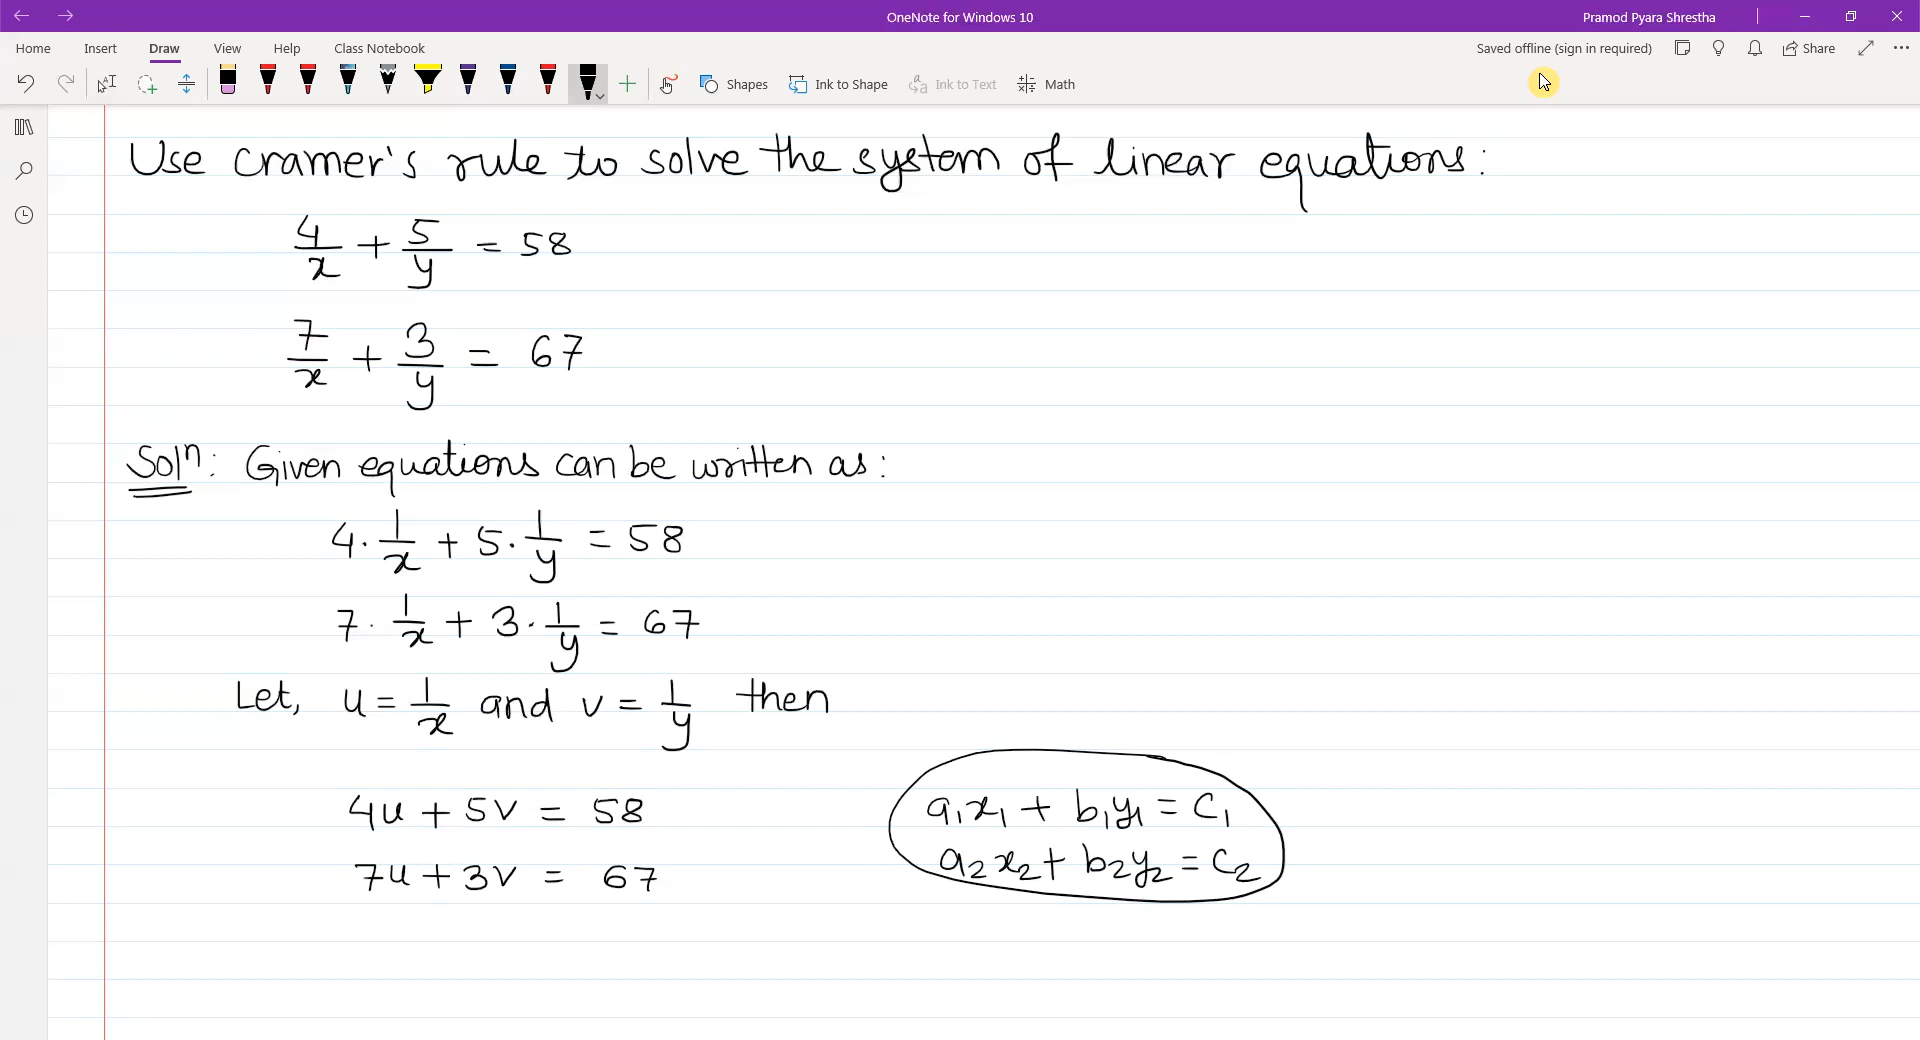 OneNote for Windows 10
Pramod Pyara Shrestha
Home Insert Draw View Help Class Notebook
Saved offline (sign in required) Share
Shapes Ink to Shape Ink to Text Math
Use Cramer's rule to solve the system of linear equations:
4/x + 5/y = 58
7/x + 3/y = 67
Solⁿ: Given equations can be written as:
4·1/x + 5·1/y = 58
7·1/x + 3·1/y = 67
Let, u = 1/x and v = 1/y then
4u + 5v = 58
7u + 3v = 67
a₁x₁ + b₁y₁ = c₁
a₂x₂ + b₂y₂ = c₂